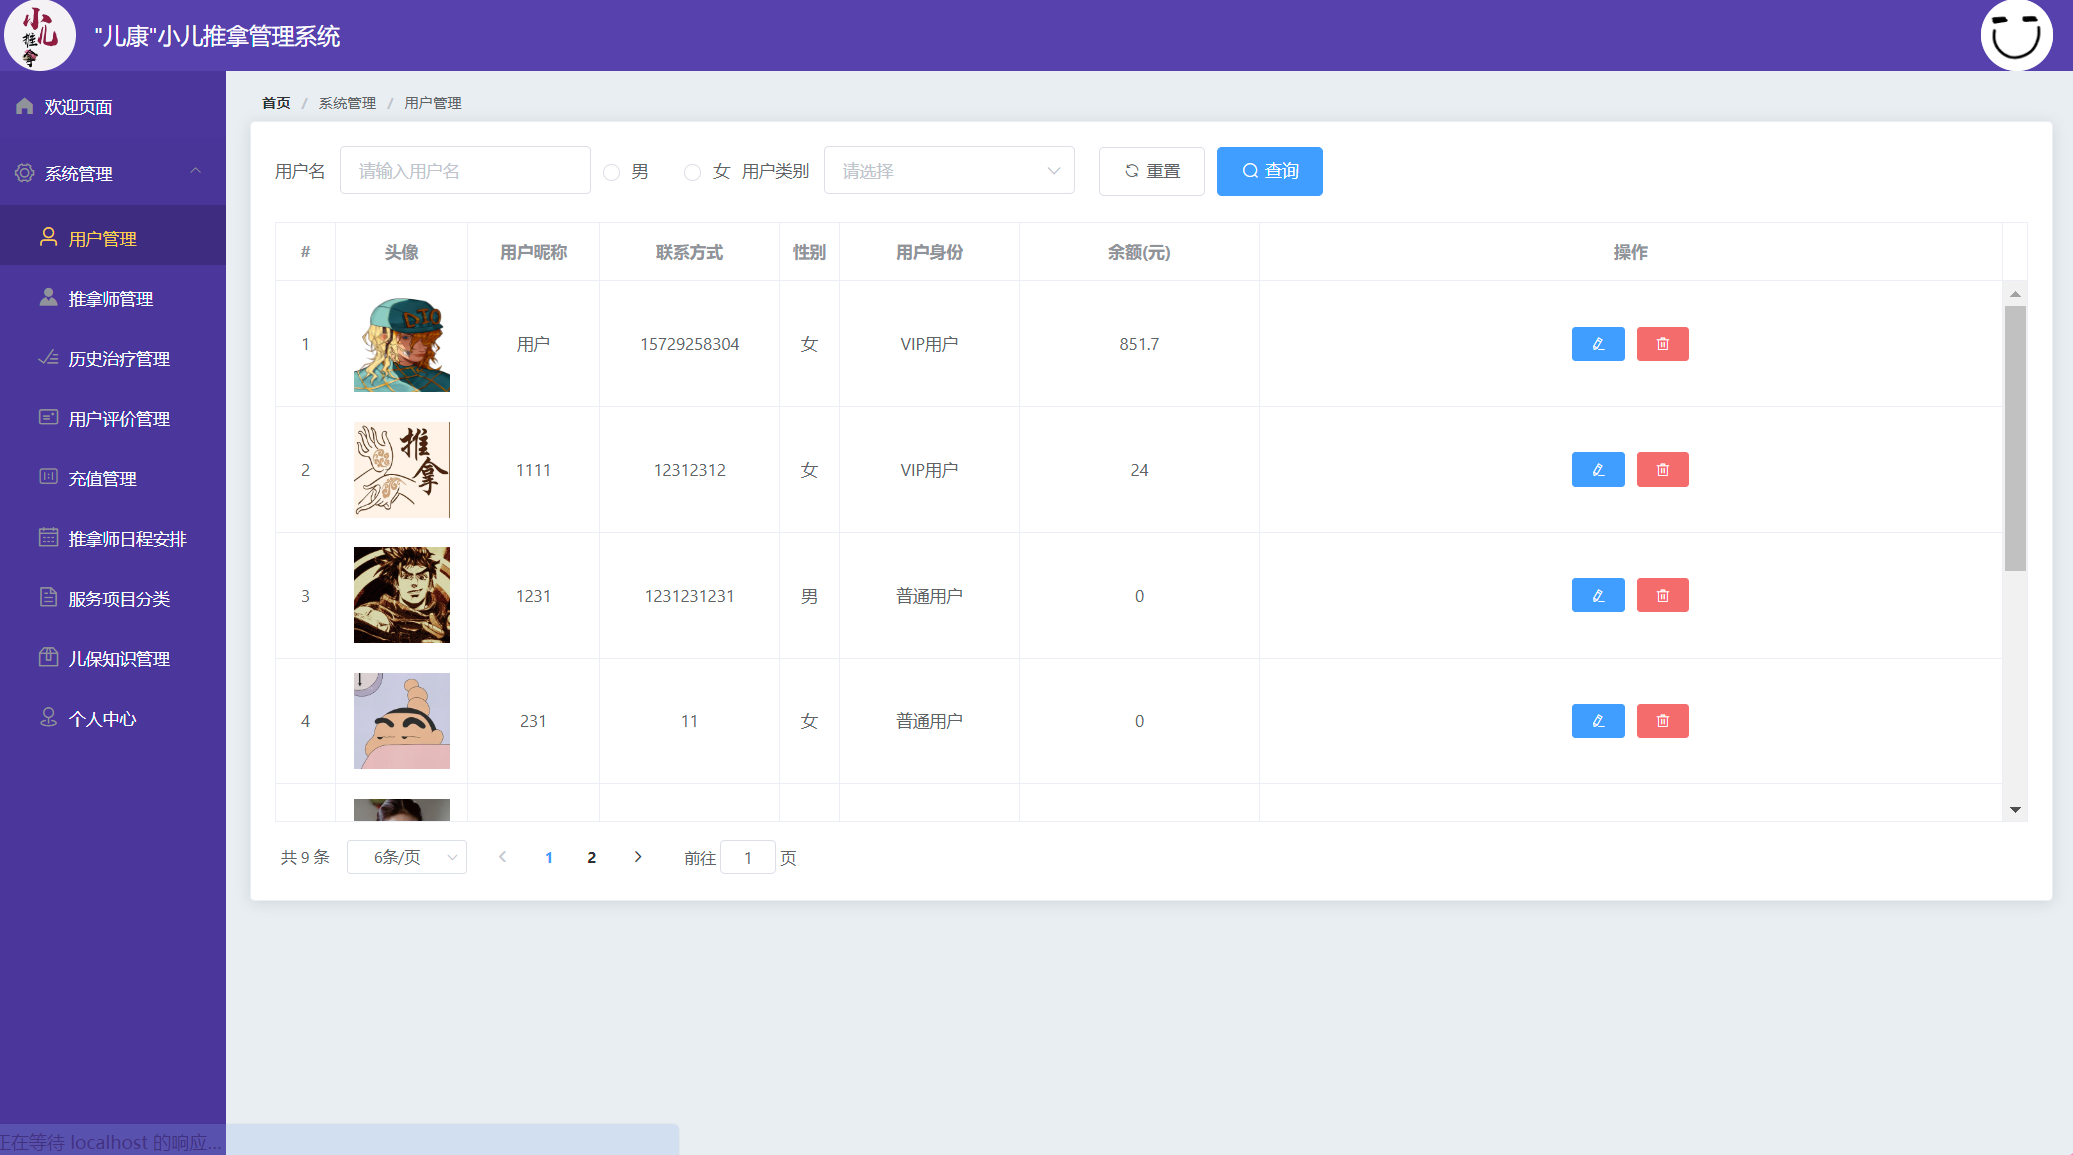 小儿推拿
"儿康"小儿推拿管理系统
欢迎页面
系统管理
用户管理
推拿师管理
历史治疗管理
用户评价管理
充值管理
推拿师日程安排
服务项目分类
儿保知识管理
个人中心
首页 / 系统管理 / 用户管理
用户名 请输入用户名 男 女 用户类别 请选择 重置 查询
# 头像 用户昵称 联系方式 性别 用户身份 余额(元) 操作
DIO
1 用户 15729258304 女 VIP用户 851.7
推拿
2 1111 12312312 女 VIP用户 24
3 1231 1231231231 男 普通用户 0
4 231 11 女 普通用户 0
共 9 条 6条/页 1 2 前往 1 页
正在等待 localhost 的响应...